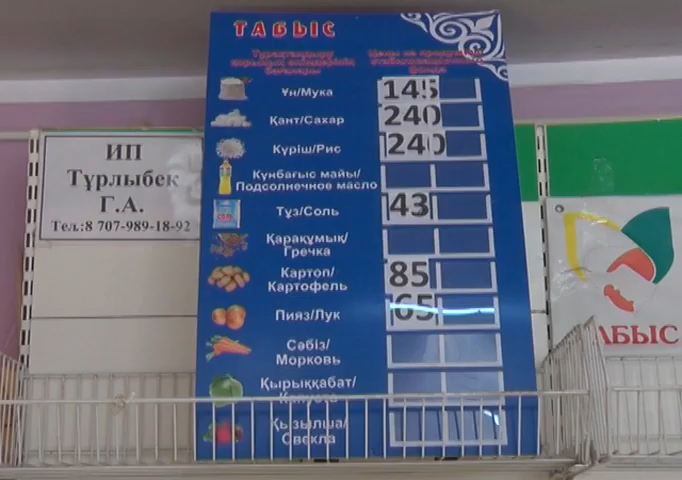 ТАБЫС
Ұн/Мука 145
Қант/Сахар 240
Күріш/Рис 240
Күнбағыс майы/
Подсолнечное масло
Тұз/Соль 43
Қарақұмық/
Гречка
Картоп/
Картофель 85
Пияз/Лук 65
Сәбіз/
Морковь
Қырыққабат/
Капуста
Қызылша/
Свекла
ИП
Тұрлыбек
Г.А.
Тел.:8 707-989-18-92
АБЫС